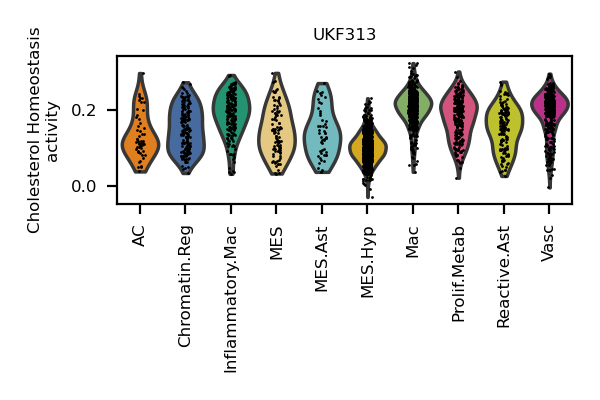 UKF313
Cholesterol Homeostasis
activity
0.2
0.0
AC
Chromatin.Reg
Inflammatory.Mac
MES
MES.Ast
MES.Hyp
Mac
Prolif.Metab
Reactive.Ast
Vasc